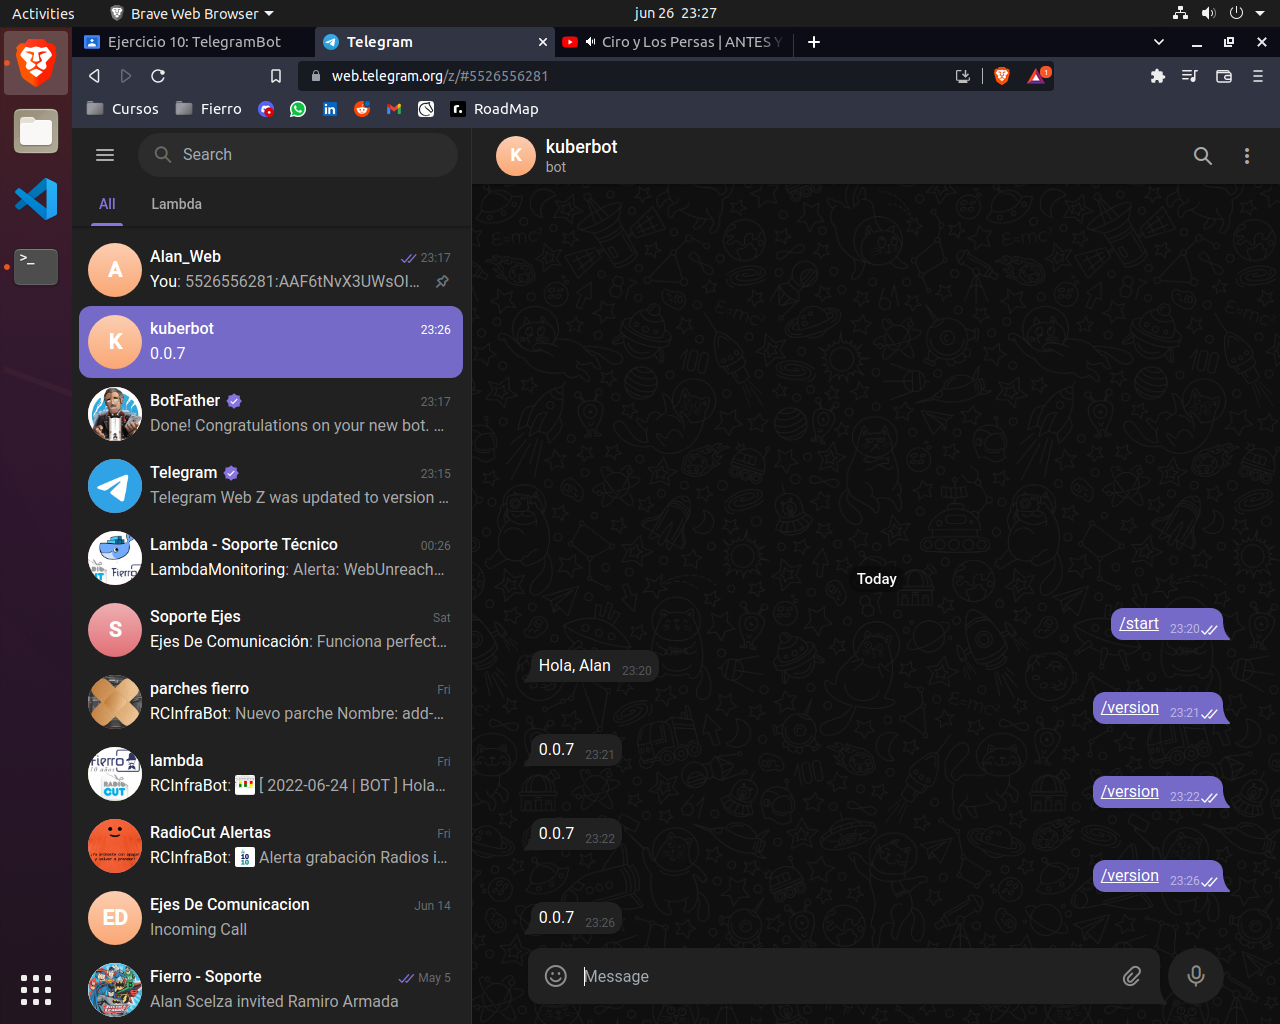 Activities
Brave Web Browser
jun 26 23:27
Ejercicio 10: TelegramBot
Telegram
Ciro y Los Persas | ANTES Y
web.telegram.org/z/#5526556281
1
Cursos
Fierro
RoadMap
Search
All
Lambda
A
Alan_Web
23:17
You: 5526556281:AAF6tNvX3UWsOI...
K
kuberbot
23:26
0.0.7
BotFather
23:17
Done! Congratulations on your new bot. ...
Telegram
23:15
Telegram Web Z was updated to version ...
Lambda - Soporte Técnico
00:26
LambdaMonitoring: Alerta: WebUnreach...
S
Soporte Ejes
Sat
Ejes De Comunicación: Funciona perfect...
parches fierro
Fri
RCInfraBot: Nuevo parche Nombre: add-...
lambda
Fri
RCInfraBot: [ 2022-06-24 | BOT ] Hola...
RadioCut Alertas
Fri
RCInfraBot: Alerta grabación Radios i...
ED
Ejes De Comunicacion
Jun 14
Incoming Call
Fierro - Soporte
May 5
Alan Scelza invited Ramiro Armada
K
kuberbot
bot
Today
/start 23:20
Hola, Alan 23:20
/version 23:21
0.0.7 23:21
/version 23:22
0.0.7 23:22
/version 23:26
0.0.7 23:26
Message